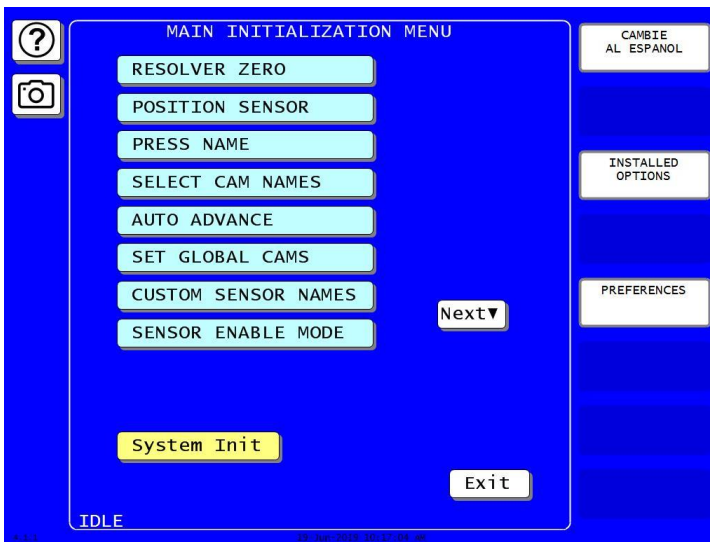 MAIN INITIALIZATION MENU
CAMBIE
AL ESPANOL
RESOLVER ZERO
POSITION SENSOR
PRESS NAME
INSTALLED
OPTIONS
SELECT CAM NAMES
AUTO ADVANCE
SET GLOBAL CAMS
CUSTOM SENSOR NAMES
PREFERENCES
Next▼
SENSOR ENABLE MODE
System Init
Exit
IDLE